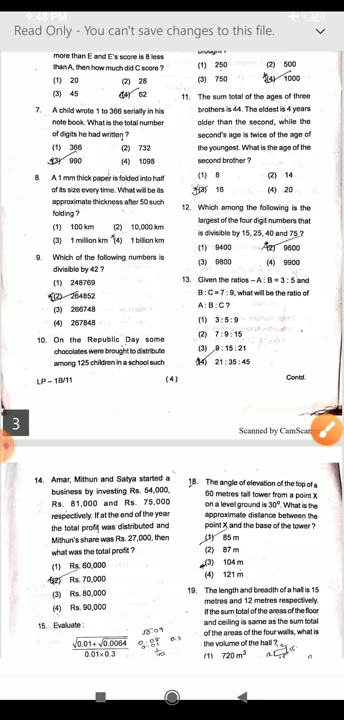 9:48 PM
Read Only - You can't save changes to this file.
more than E and E's score is 8 less
than A, then how much did C score ?
(1) 20 (2) 28
(3) 45 (4) 62
7. A child wrote 1 to 366 serially in his
note book. What is the total number
of digits he had written ?
(1) 366 (2) 732
(3) 990 (4) 1098
8. A 1 mm thick paper is folded into half
of its size every time. What will be its
approximate thickness after 50 such
folding ?
(1) 100 km (2) 10,000 km
(3) 1 million km (4) 1 billion km
9. Which of the following numbers is
divisible by 42 ?
(1) 248769
(2) 264852
(3) 266748
(4) 267848
10. On the Republic Day some
chocolates were brought to distribute
among 125 children in a school such
LP – 1B/11
(4)
brought ?
(1) 250 (2) 500
(3) 750 (4) 1000
11. The sum total of the ages of three
brothers is 44. The eldest is 4 years
older than the second, while the
second's age is twice of the age of
the youngest. What is the age of the
second brother ?
(1) 8 (2) 14
(3) 16 (4) 20
12. Which among the following is the
largest of the four digit numbers that
is divisible by 15, 25, 40 and 75 ?
(1) 9400 (2) 9600
(3) 9800 (4) 9900
13. Given the ratios – A : B = 3 : 5 and
B : C = 7 : 9, what will be the ratio of
A : B : C ?
(1) 3 : 5 : 9
(2) 7 : 9 : 15
(3) 9 : 15 : 21
(4) 21 : 35 : 45
Contd.
3
Scanned by CamScan
14. Amar, Mithun and Satya started a
business by investing Rs. 54,000,
Rs. 81,000 and Rs. 75,000
respectively. If at the end of the year
the total profit was distributed and
Mithun's share was Rs. 27,000, then
what was the total profit ?
(1) Rs. 60,000
(2) Rs. 70,000
(3) Rs. 80,000
(4) Rs. 90,000
15. Evaluate :
√0.01 + √0.0064
0.01 × 0.3
18. The angle of elevation of the top of a
60 metres tall tower from a point X
on a level ground is 30°. What is the
approximate distance between the
point X and the base of the tower ?
(1) 85 m
(2) 87 m
(3) 104 m
(4) 121 m
19. The length and breadth of a hall is 15
metres and 12 metres respectively.
If the sum total of the areas of the floor
and ceiling is same as the sum total
of the areas of the four walls, what is
the volume of the hall ?
(1) 720 m³